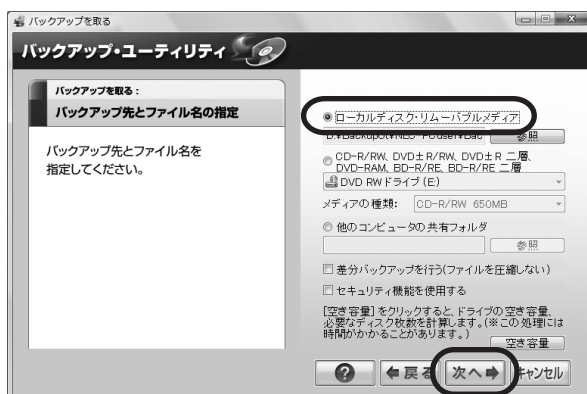 バックアップを取る
バックアップ・ユーティリティ
バックアップを取る：
バックアップ先とファイル名の指定
バックアップ先とファイル名を
指定してください。
ローカルディスク・リムーバブルメディア
参照
CD-R/RW、DVD±R/RW、DVD±R 二層、
DVD-RAM、BD-R/RE、BD-R/RE 二層
DVD RWドライブ (E:)
メディアの種類: CD-R/RW 650MB
他のコンピュータの共有フォルダ
参照
差分バックアップを行う(ファイルを圧縮しない)
セキュリティ機能を使用する
[空き容量]をクリックすると、ドライブの空き容量、
必要なディスク枚数を計算します。(※この処理には
時間がかかることがあります。)
空き容量
? 戻る 次へ キャンセル